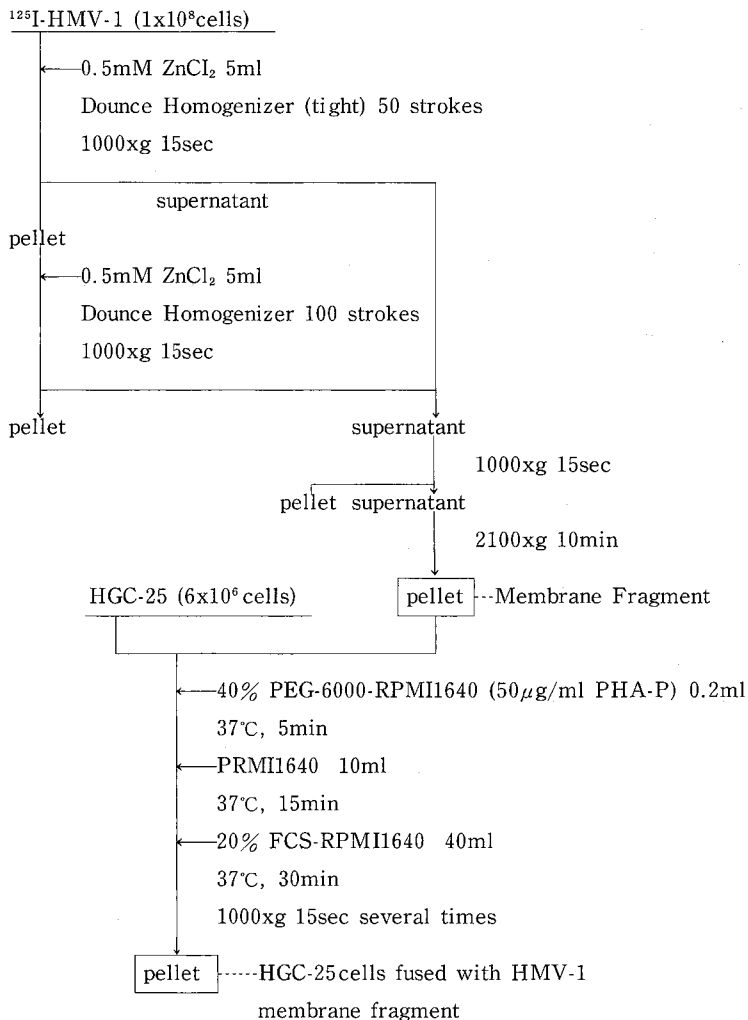 ¹²⁵I-HMV-1 (1x10⁸cells)
0.5mM ZnCI₂ 5ml
Dounce Homogenizer (tight) 50 strokes
1000xg 15sec
supernatant
pellet
0.5mM ZnCl₂ 5ml
Dounce Homogenizer 100 strokes
1000xg 15sec
pellet supernatant
1000xg 15sec
pellet supernatant
2100xg 10min
HGC-25 (6x10⁶cells) pellet ---Membrane Fragment
40% PEG-6000-RPMI1640 (50μg/ml PHA-P) 0.2ml
37℃, 5min
PRMI1640 10ml
37℃, 15min
20% FCS-RPMI1640 40ml
37℃, 30min
1000xg 15sec several times
pellet ------HGC-25cells fused with HMV-1
membrane fragment